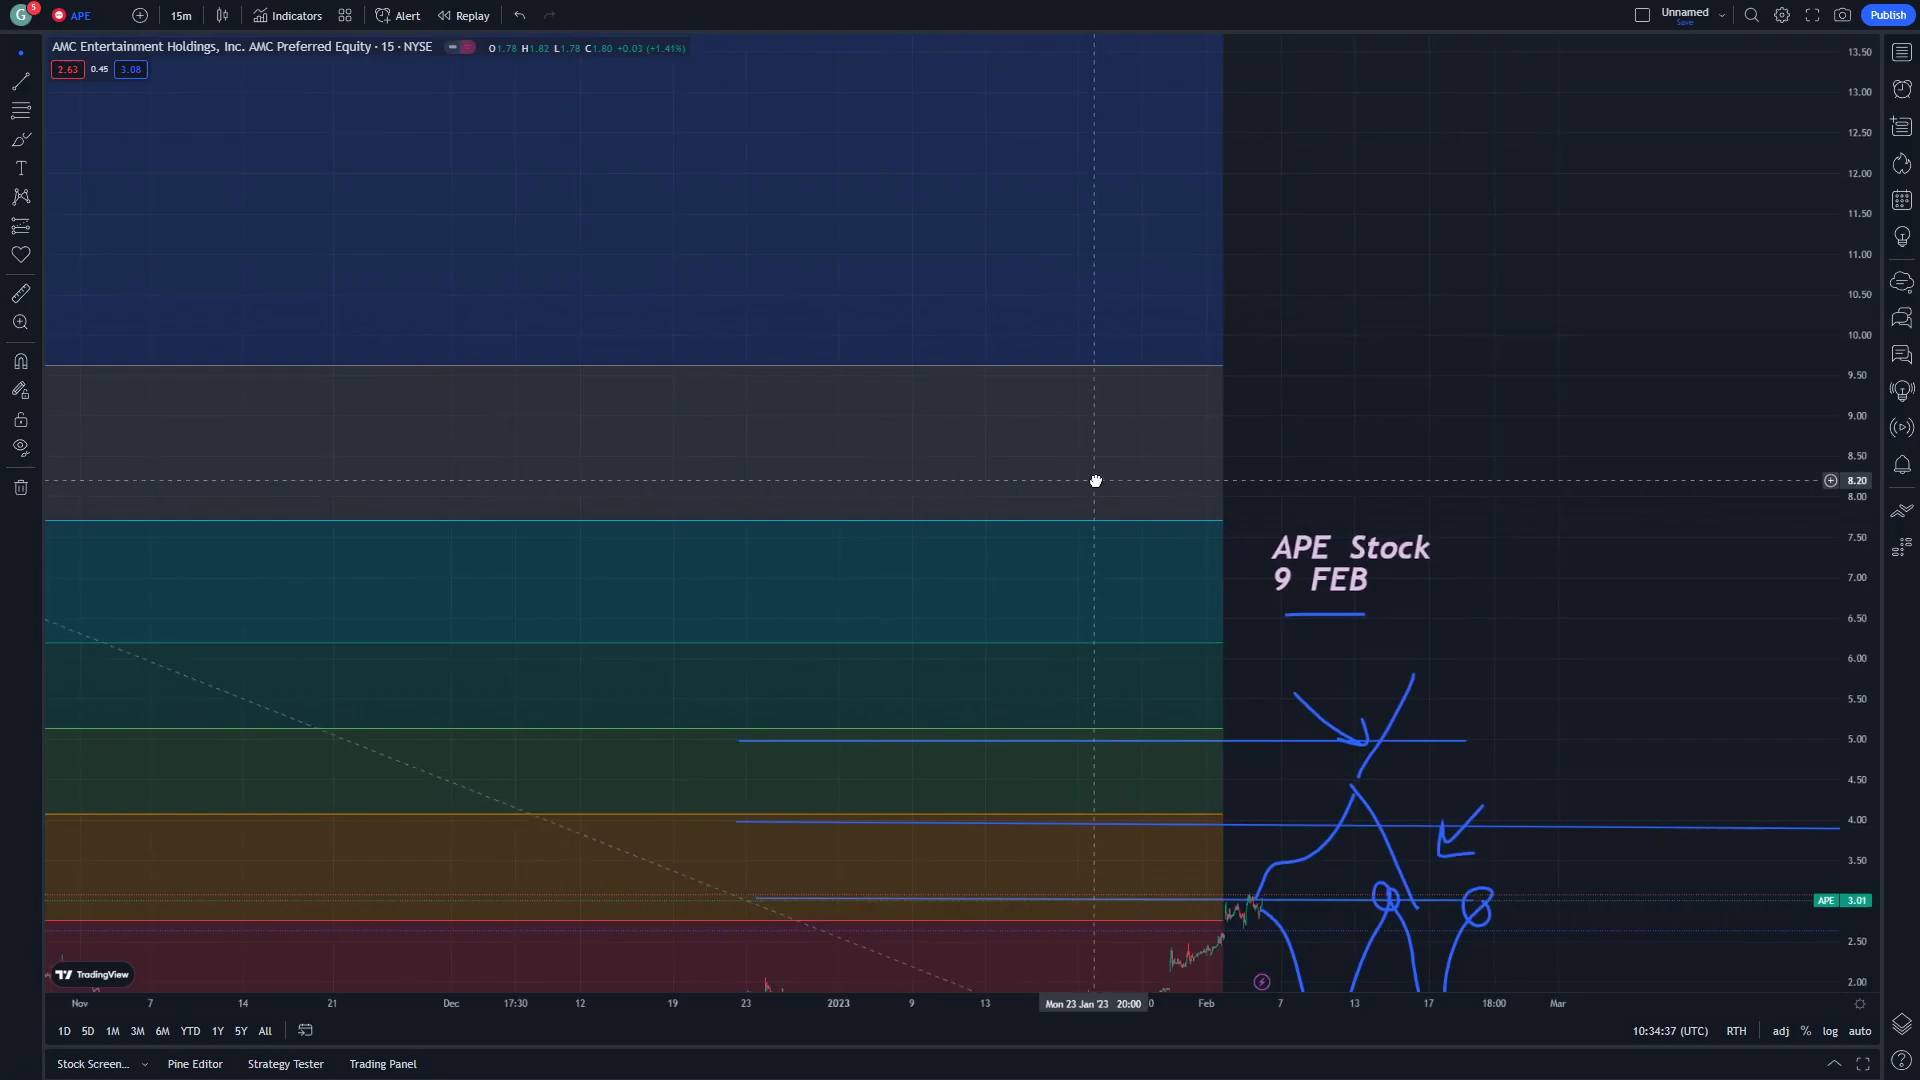 G 5 APE 15m Indicators Alert Replay Unnamed Save Publish
AMC Entertainment Holdings, Inc. AMC Preferred Equity · 15 · NYSE O1.78 H1.82 L1.78 C1.80 +0.03 (+1.41%)
2.63 0.45 3.08
13.50
13.00
12.50
12.00
11.50
11.00
10.50
10.00
9.50
9.00
8.50
8.20
8.00
APE Stock
9 FEB
7.50
7.00
6.50
6.00
5.50
5.00
4.50
4.00
3.50
APE 3.01
2.50
2.00
TradingView
Nov 7 14 21 Dec 17:30 12 19 23 2023 9 13 Mon 23 Jan '23 20:00 0 Feb 7 13 17 18:00 Mar
1D 5D 1M 3M 6M YTD 1Y 5Y All 10:34:37 (UTC) RTH adj % log auto
Stock Screen... Pine Editor Strategy Tester Trading Panel